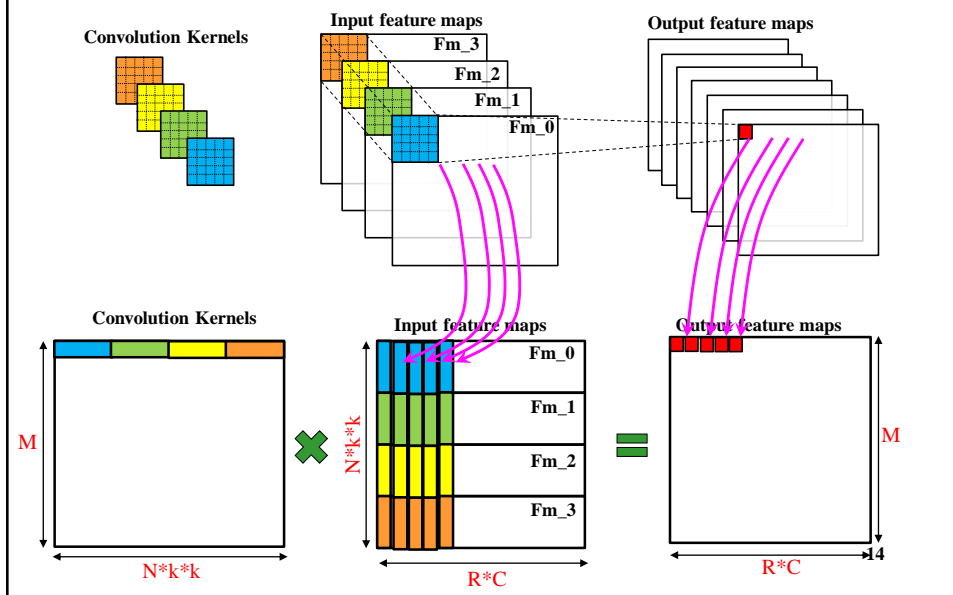 Convolution Kernels
Input feature maps
Output feature maps
Fm_3
Fm_2
Fm_1
Fm_0
Convolution Kernels
Input feature maps
Output feature maps
M
N*k*k
N*k*k
Fm_0
Fm_1
Fm_2
Fm_3
R*C
M
R*C
14